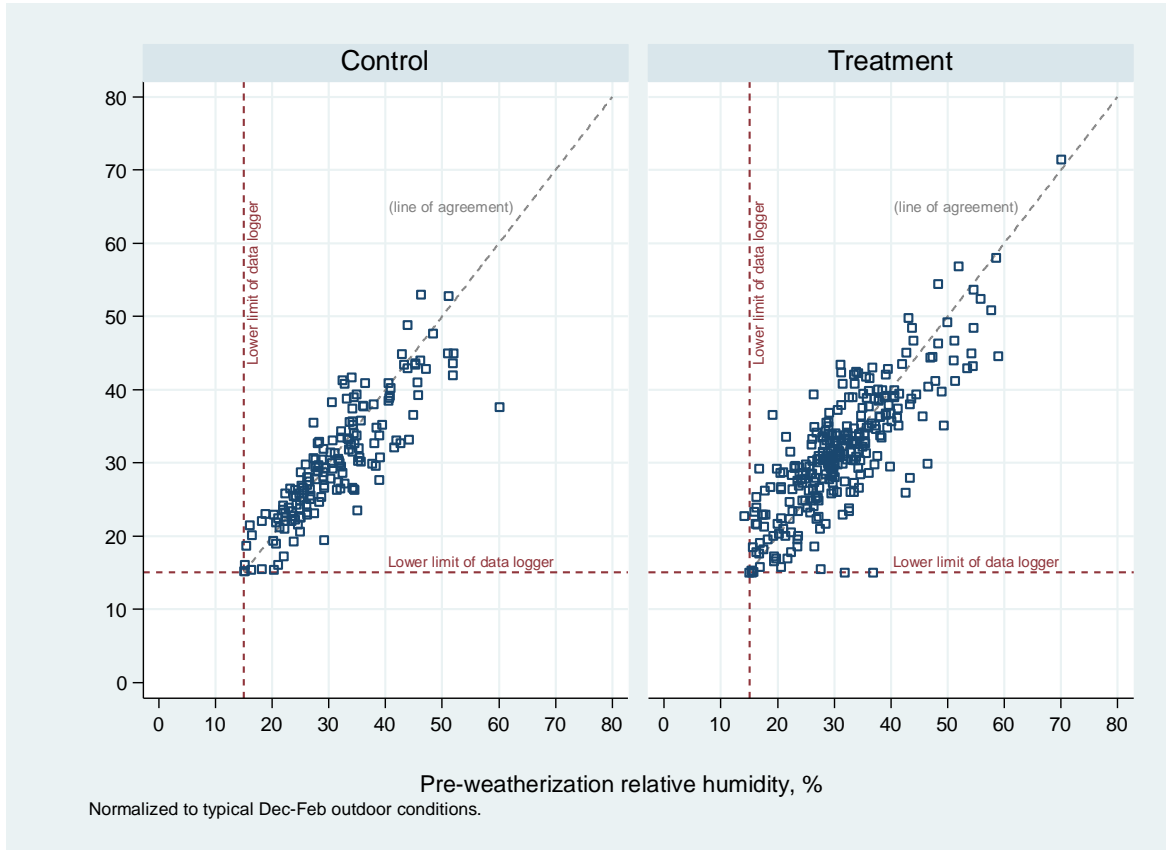 Control
Treatment
80
70
60
50
40
30
20
10
0
(line of agreement)
Lower limit of data logger
Lower limit of data logger
(line of agreement)
Lower limit of data logger
Lower limit of data logger
0 10 20 30 40 50 60 70 80
0 10 20 30 40 50 60 70 80
Pre-weatherization relative humidity, %
Normalized to typical Dec-Feb outdoor conditions.